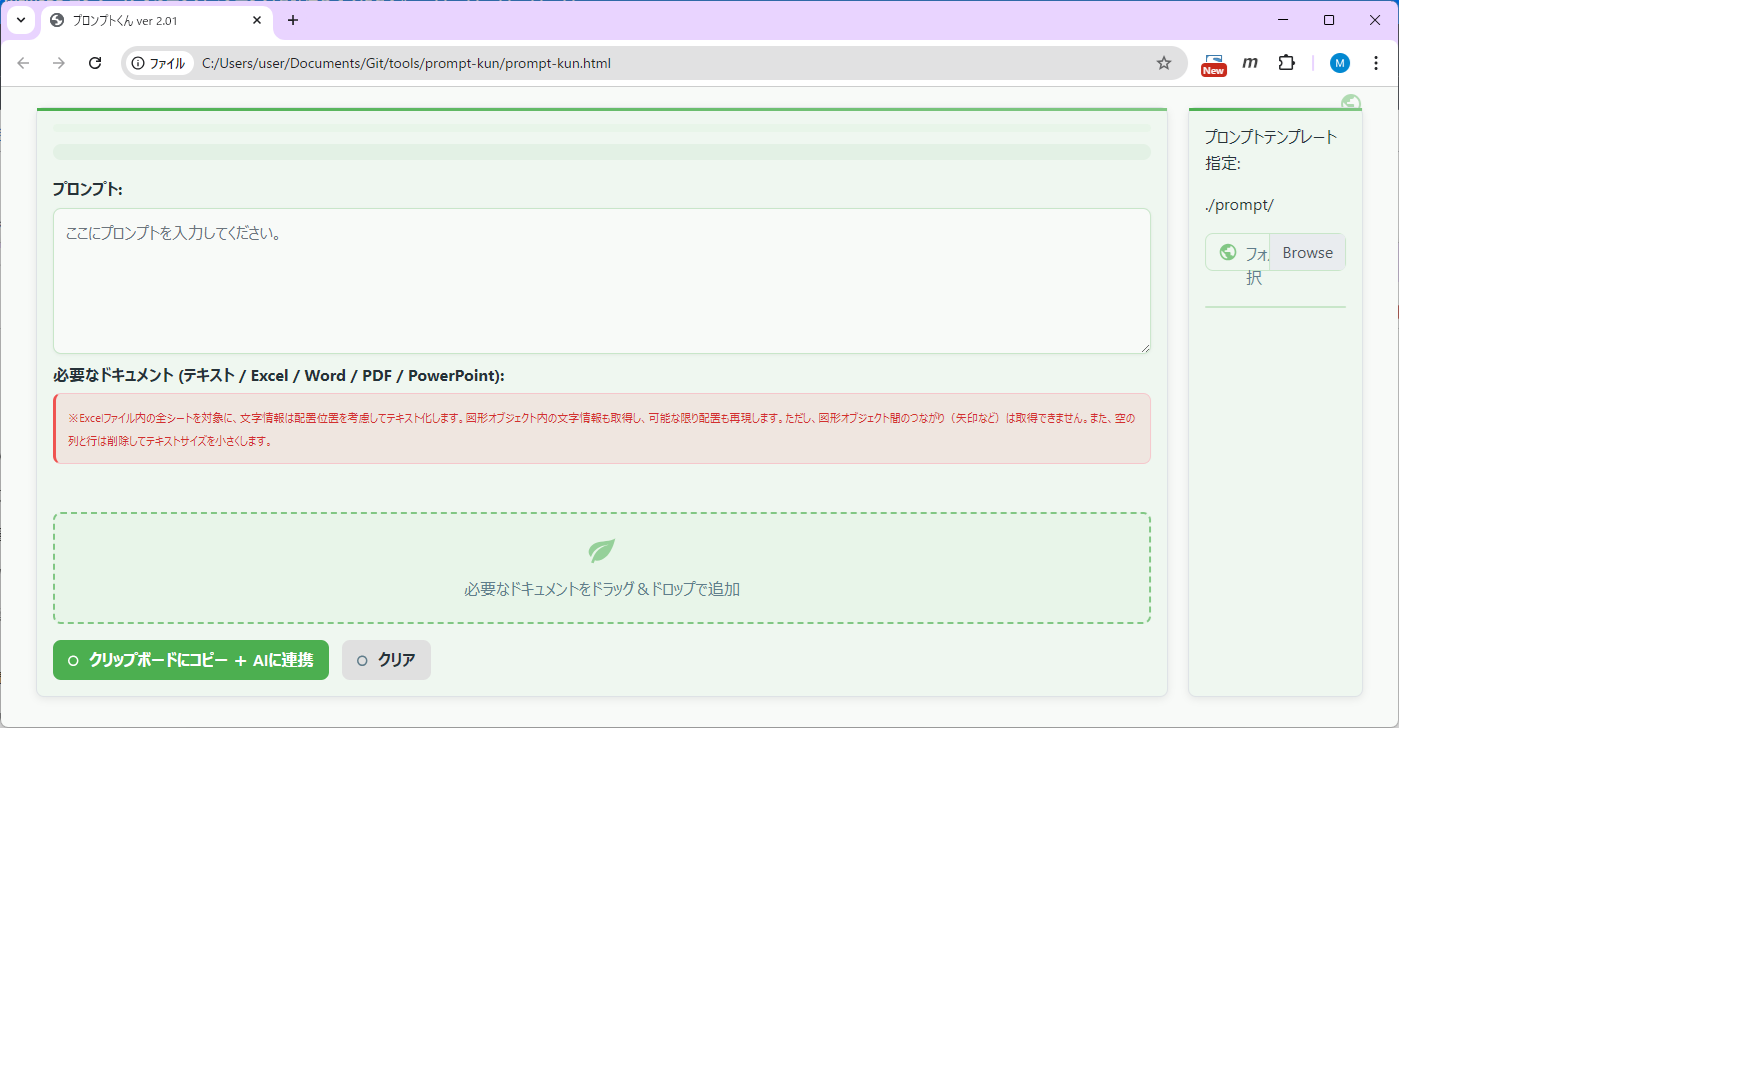 プロンプトくん ver 2.01
ファイル
C:/Users/user/Documents/Git/tools/prompt-kun/prompt-kun.html
New
m
M
プロンプト:
ここにプロンプトを入力してください。
必要なドキュメント (テキスト / Excel / Word / PDF / PowerPoint):
※Excelファイル内の全シートを対象に、文字情報は配置位置を考慮してテキスト化します。図形オブジェクト内の文字情報も取得し、可能な限り配置も再現します。ただし、図形オブジェクト間のつながり（矢印など）は取得できません。また、空の
列と行は削除してテキストサイズを小さくします。
必要なドキュメントをドラッグ＆ドロップで追加
クリップボードにコピー ＋ AIに連携
クリア
プロンプトテンプレート
指定:
./prompt/
フォ
択
Browse